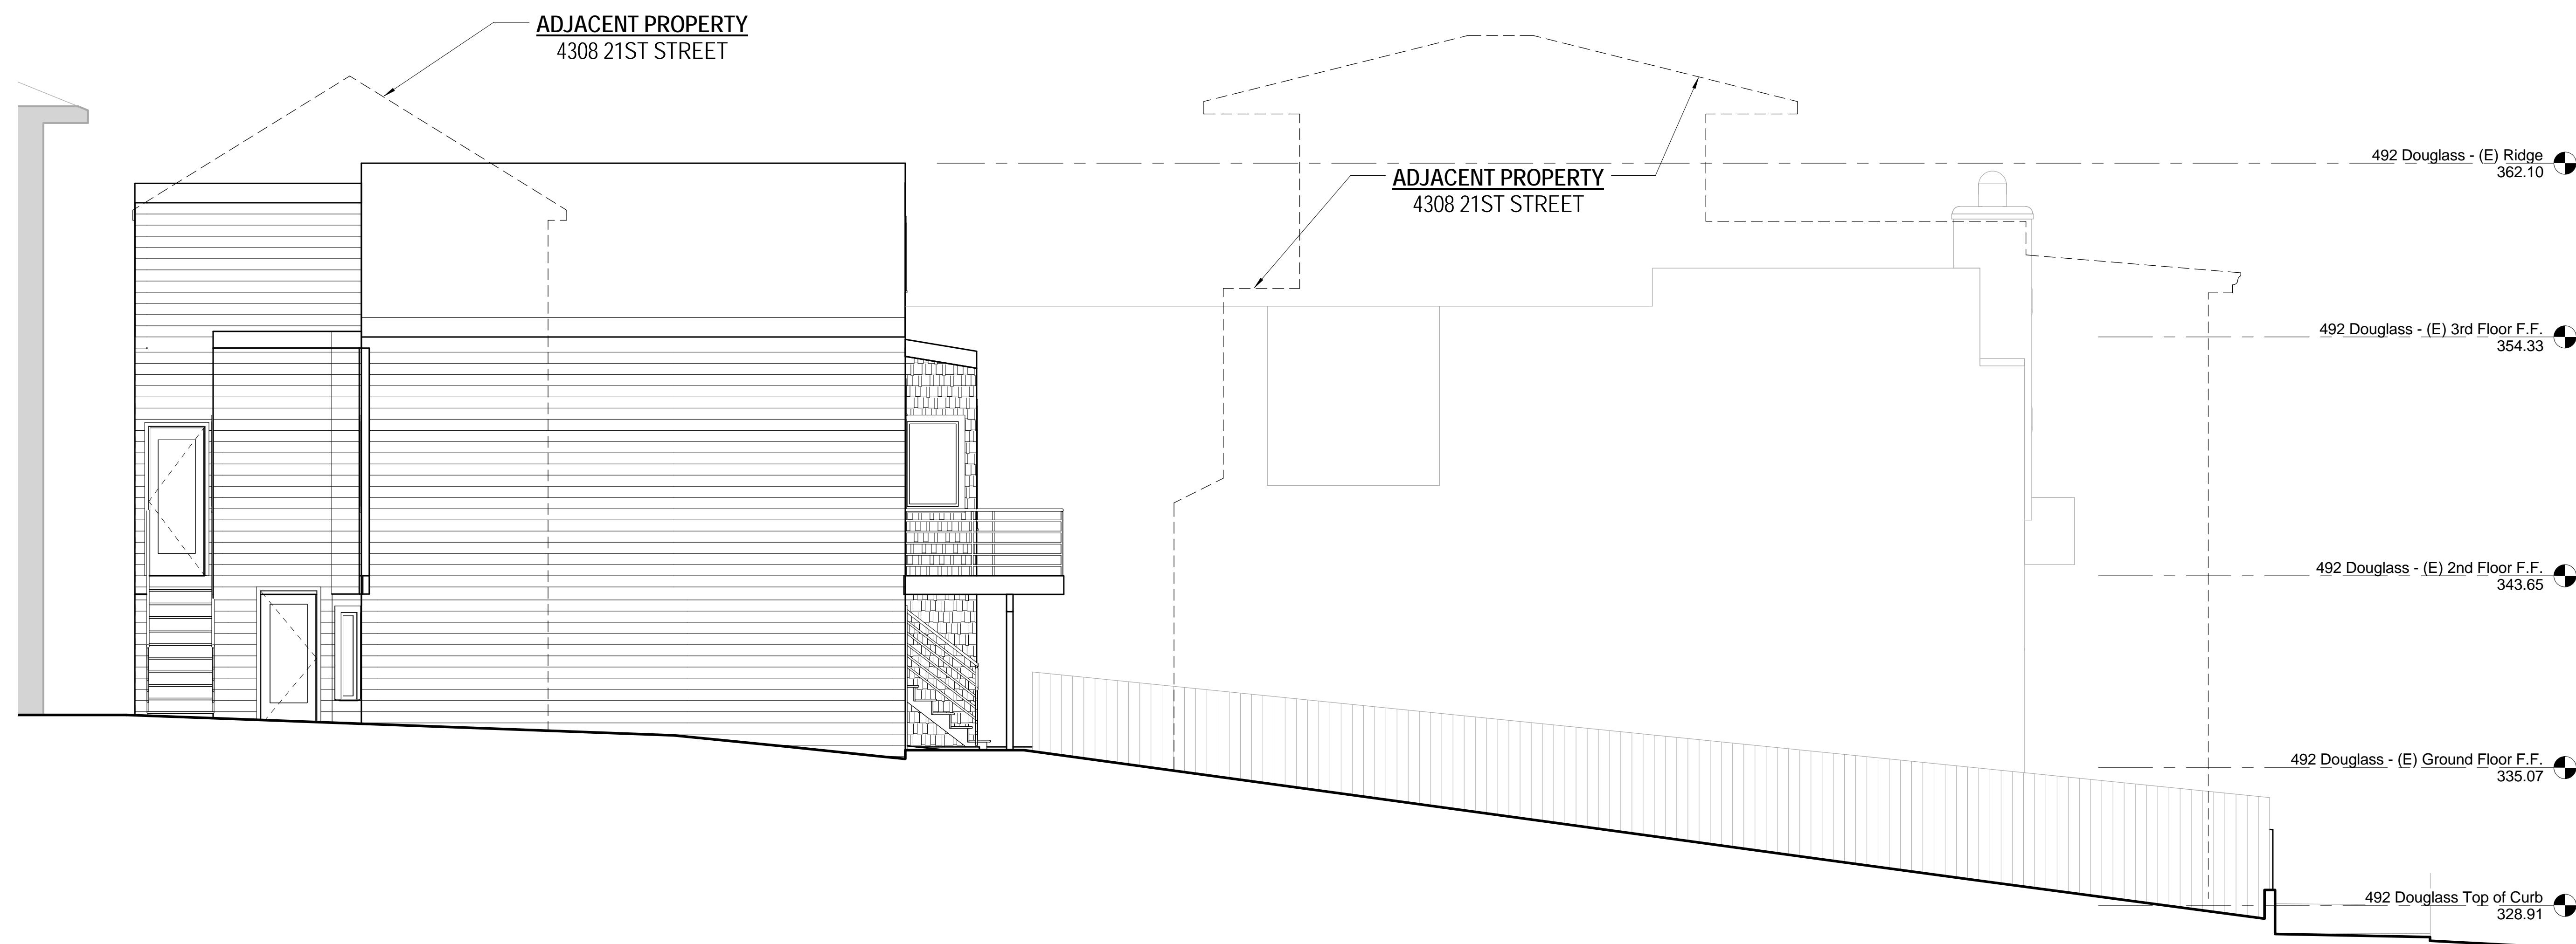 ADJACENT PROPERTY
4308 21ST STREET
492 Douglass - (E) Ridge
362.10
ADJACENT PROPERTY
4308 21ST STREET
492 Douglass - (E) 3rd Floor F.F.
354.33
492 Douglass - (E) 2nd Floor F.F.
343.65
492 Douglass - (E) Ground Floor F.F.
335.07
492 Douglass Top of Curb
328.91